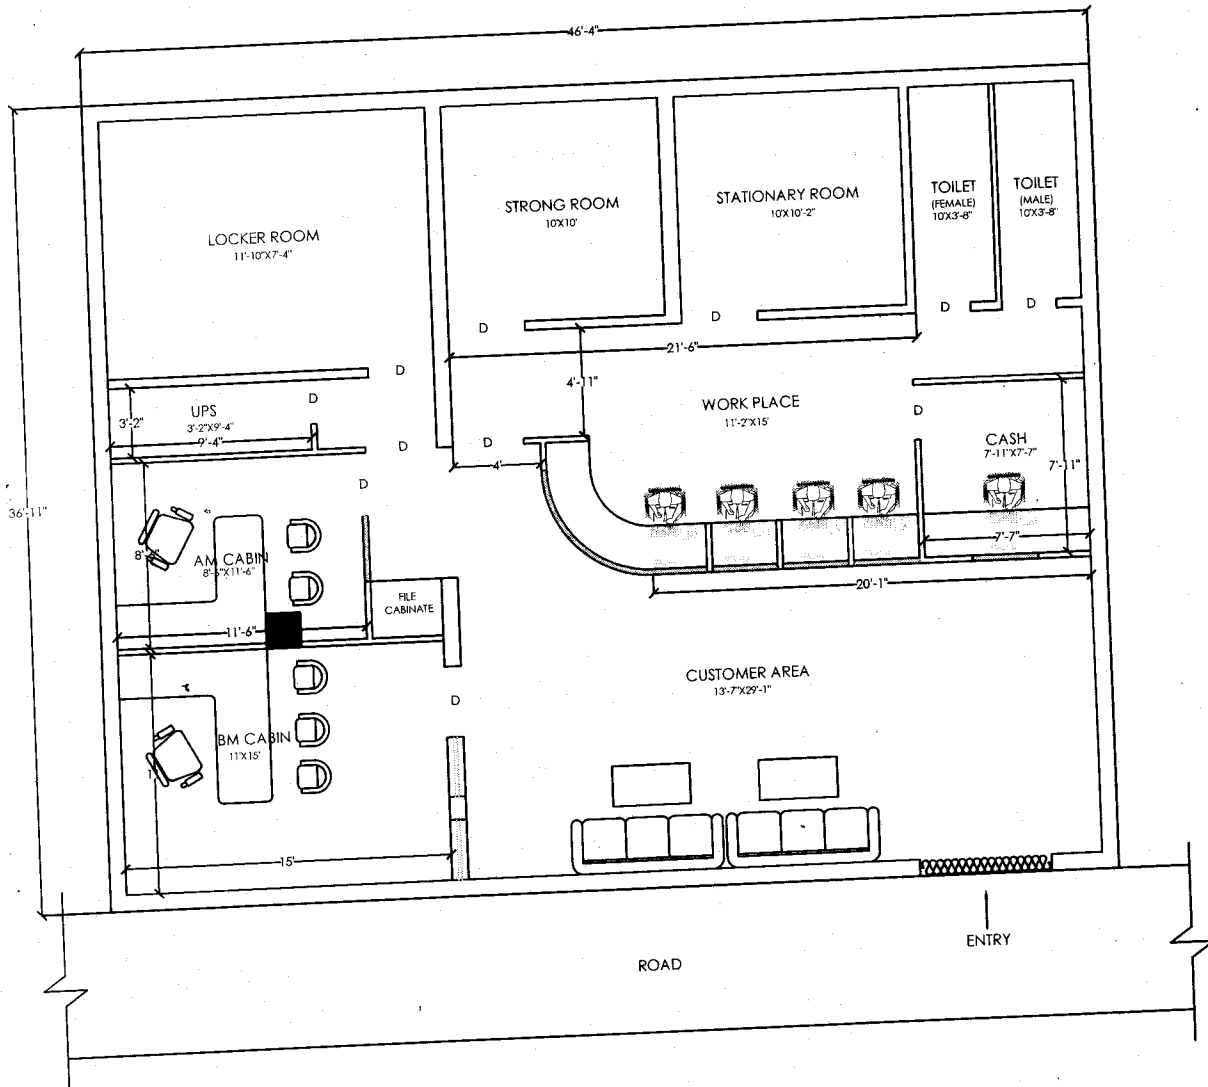 46'-4"
36'-11"
LOCKER ROOM
11'-10"X7'-4"
STRONG ROOM
10'X10'
STATIONARY ROOM
10'X10'-2"
TOILET
(FEMALE)
10'X3'-8"
TOILET
(MALE)
10'X3'-8"
D
D
D
D
21'-6"
4'-11"
D
UPS
3'-2"X9'-4"
3'-2"
9'-4"
D
D
D
4'
WORK PLACE
11'-2"X15'
D
CASH
7'-11"X7'-7"
7'-11"
7'-7"
20'-1"
D
AM CABIN
11'-6"
FILE
CABINATE
CUSTOMER AREA
13'-7"X29'-1"
D
BM CABIN
11'X15'
15'
ENTRY
ROAD